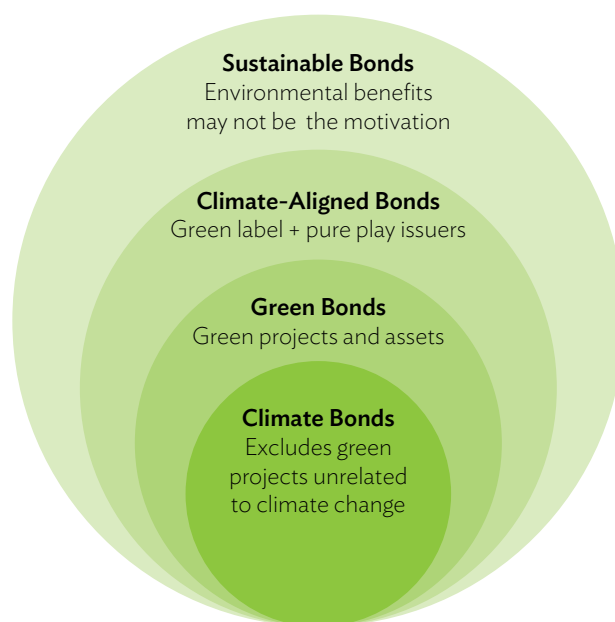 Sustainable Bonds
Environmental benefits
may not be the motivation
Climate-Aligned Bonds
Green label + pure play issuers
Green Bonds
Green projects and assets
Climate Bonds
Excludes green
projects unrelated
to climate change